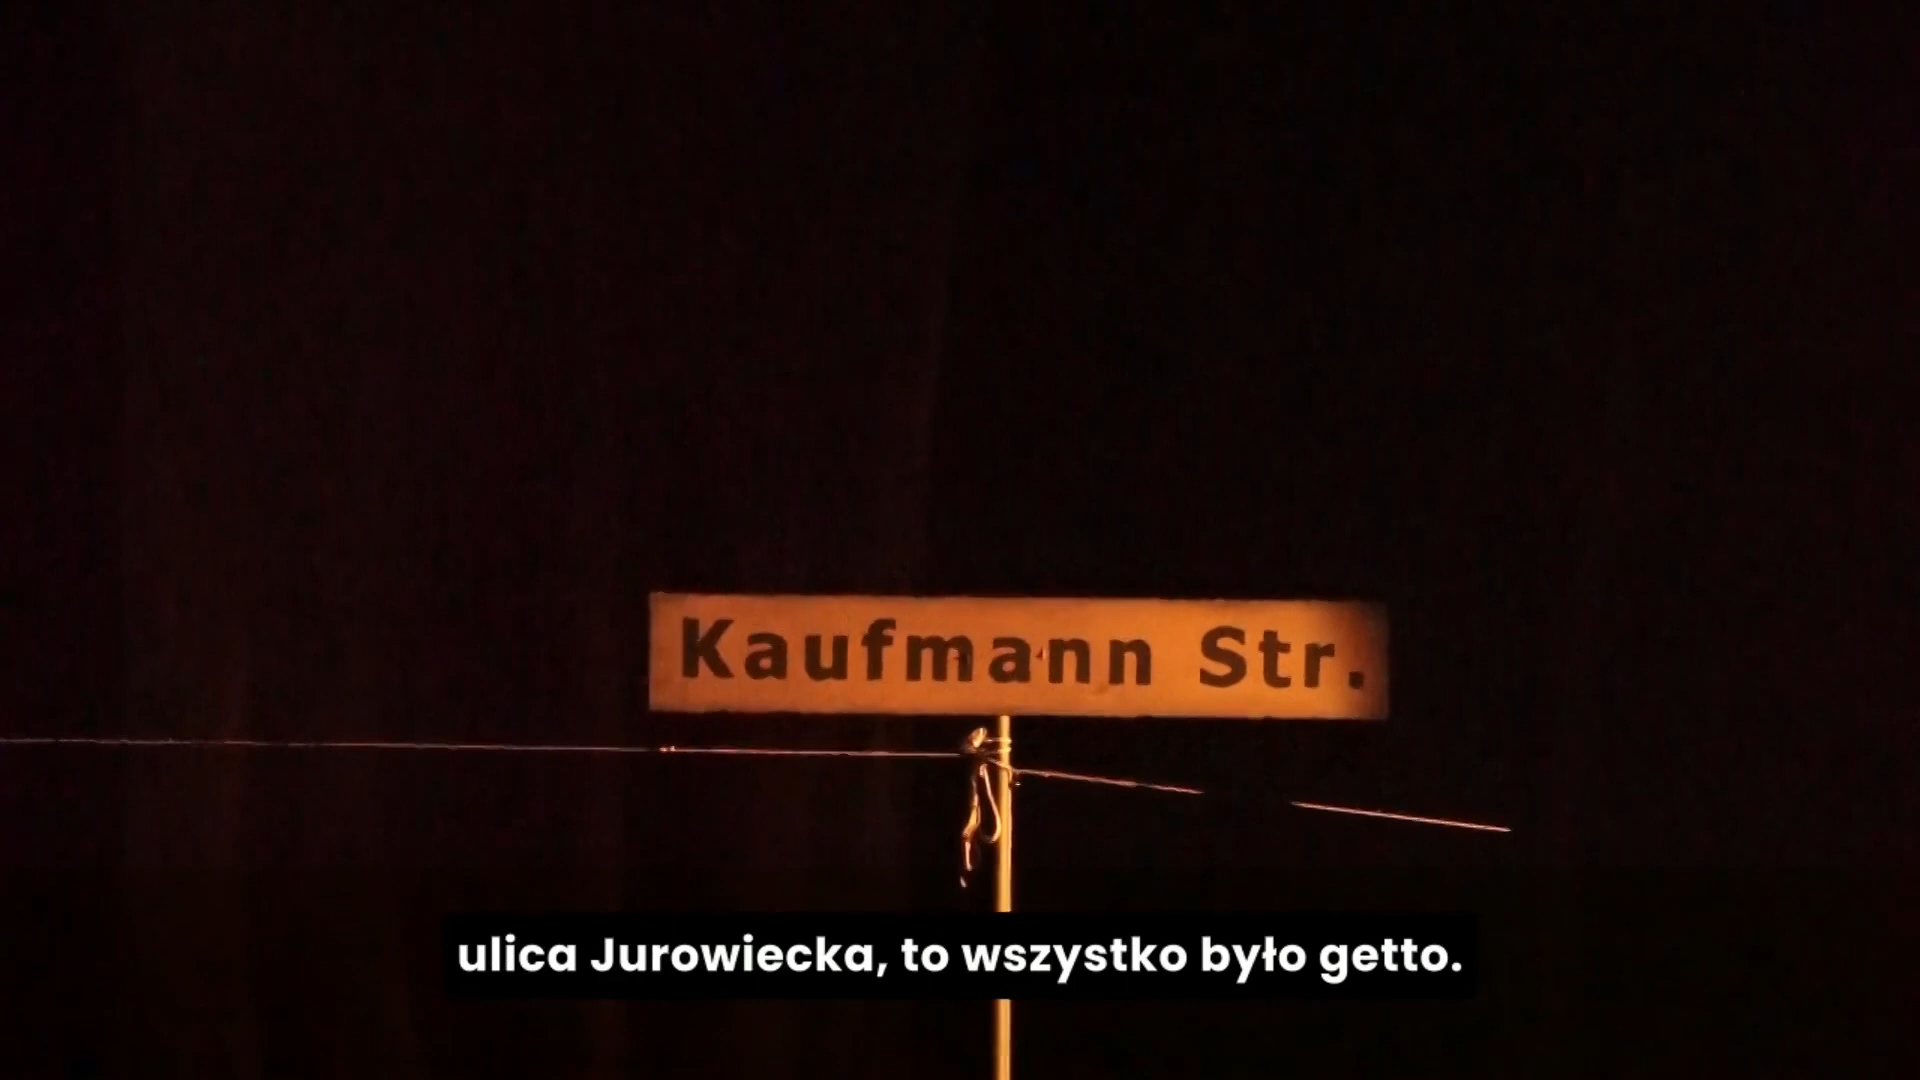 Kaufmann Str.
ulica Jurowiecka, to wszystko było getto.